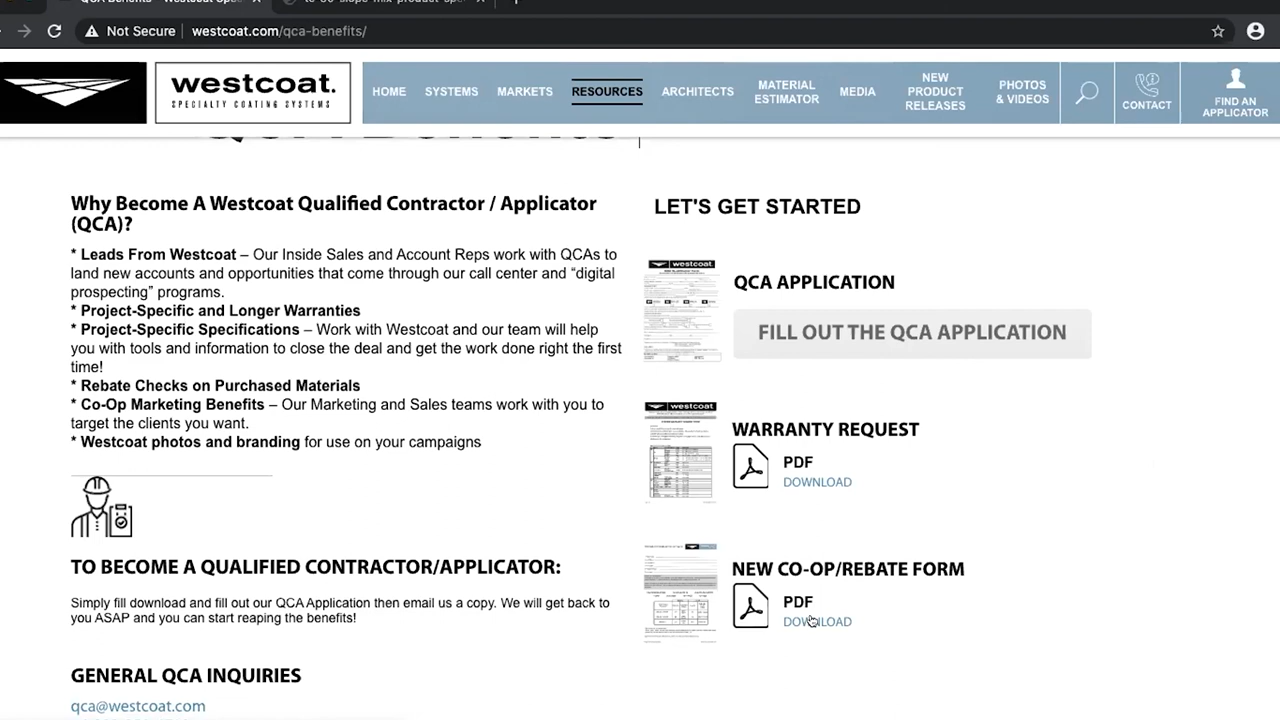 Not Secure | westcoat.com/qca-benefits/
westcoat.
SPECIALTY COATING SYSTEMS
HOME
SYSTEMS
MARKETS
RESOURCES
ARCHITECTS
MATERIAL
ESTIMATOR
MEDIA
NEW
PRODUCT
RELEASES
PHOTOS
& VIDEOS
CONTACT
FIND AN
APPLICATOR
Why Become A Westcoat Qualified Contractor / Applicator
(QCA)?
* Leads From Westcoat – Our Inside Sales and Account Reps work with QCAs to
land new accounts and opportunities that come through our call center and “digital
prospecting” programs.
* Project-Specific and Longer Warranties
* Project-Specific Specifications – Work with Westcoat and our team will help
you with tools and information to close the deal and get the work done right the first
time!
* Rebate Checks on Purchased Materials
* Co-Op Marketing Benefits – Our Marketing and Sales teams work with you to
target the clients you want.
* Westcoat photos and branding for use on your campaigns
TO BECOME A QUALIFIED CONTRACTOR/APPLICATOR:
Simply fill download and fill out our QCA Application then email us a copy. We will get back to
you ASAP and you can start reaping the benefits!
GENERAL QCA INQUIRIES
qca@westcoat.com
LET'S GET STARTED
westcoat.
QCA APPLICATION
FILL OUT THE QCA APPLICATION
westcoat.
WARRANTY REQUEST
PDF
DOWNLOAD
NEW CO-OP/REBATE FORM
PDF
DOWNLOAD